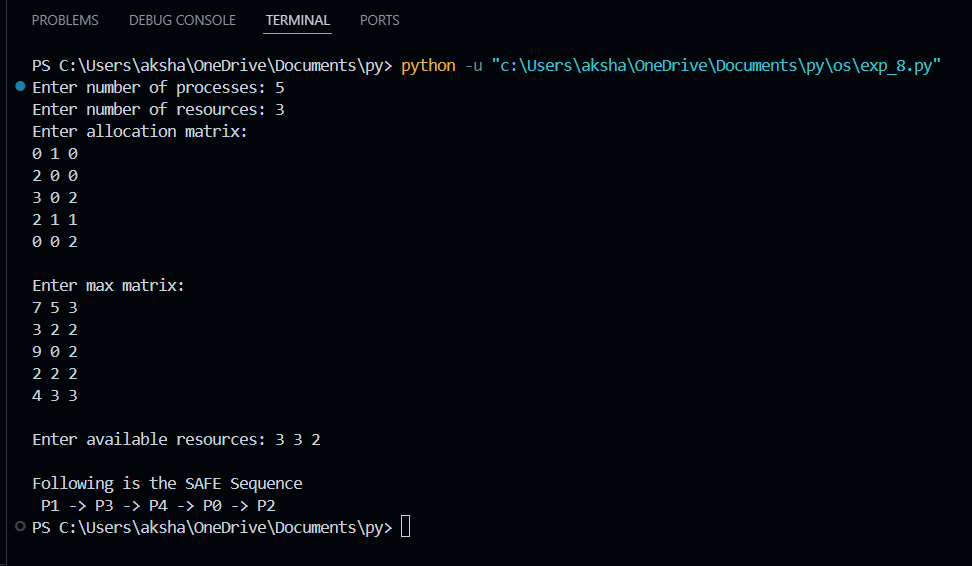 PROBLEMS DEBUG CONSOLE TERMINAL PORTS
PS C:\Users\aksha\OneDrive\Documents\py> python -u "c:\Users\aksha\OneDrive\Documents\py\os\exp_8.py"
Enter number of processes: 5
Enter number of resources: 3
Enter allocation matrix:
0 1 0
2 0 0
3 0 2
2 1 1
0 0 2
Enter max matrix:
7 5 3
3 2 2
9 0 2
2 2 2
4 3 3
Enter available resources: 3 3 2
Following is the SAFE Sequence
P1 -> P3 -> P4 -> P0 -> P2
PS C:\Users\aksha\OneDrive\Documents\py>